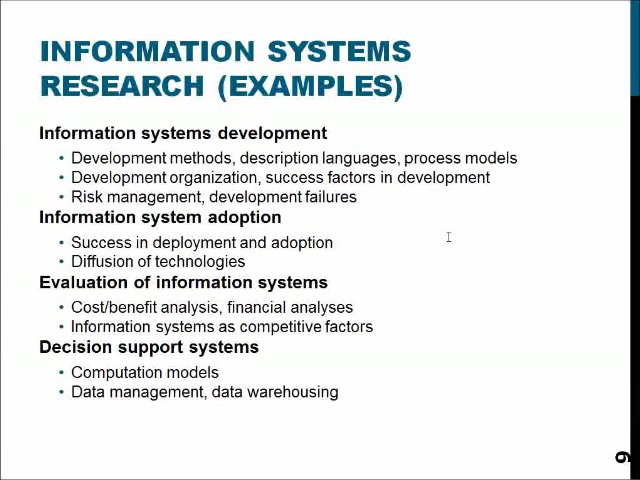 INFORMATION SYSTEMS
RESEARCH (EXAMPLES)
Information systems development
• Development methods, description languages, process models
• Development organization, success factors in development
• Risk management, development failures
Information system adoption
• Success in deployment and adoption
• Diffusion of technologies
Evaluation of information systems
• Cost/benefit analysis, financial analyses
• Information systems as competitive factors
Decision support systems
• Computation models
• Data management, data warehousing
9